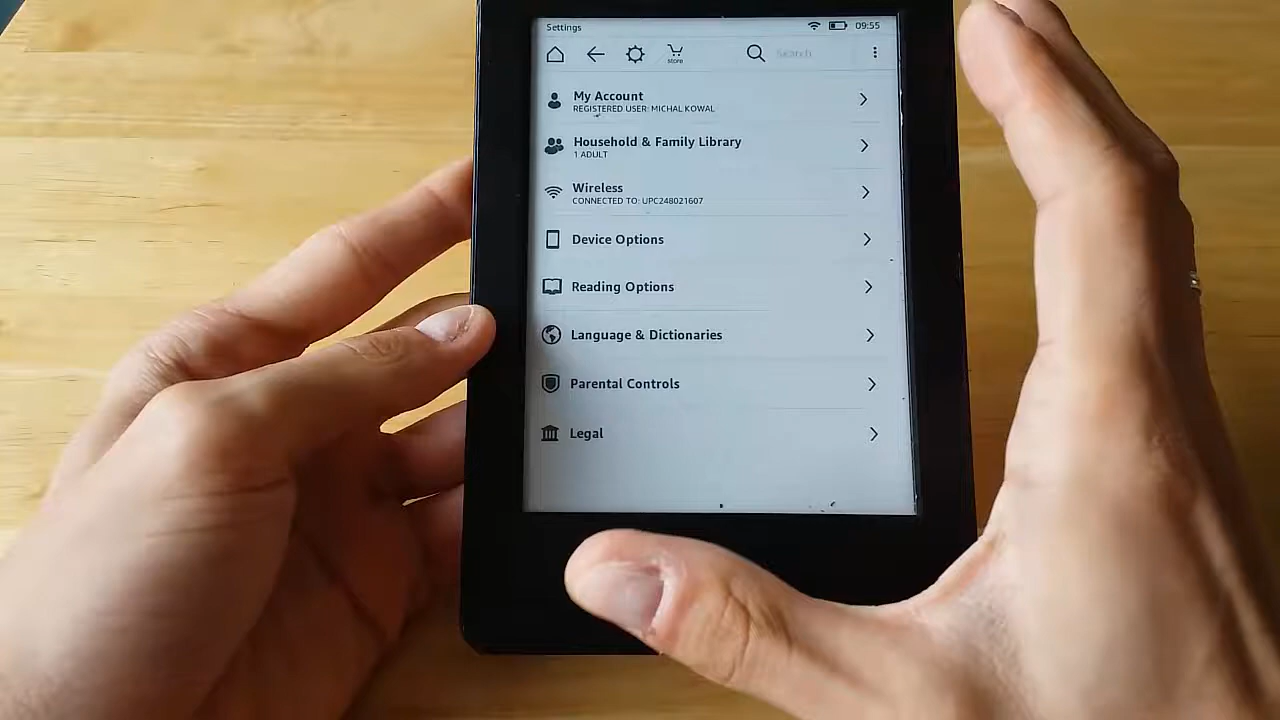 Settings 09:55
store Search
My Account
REGISTERED USER: MICHAL KOWAL
Household & Family Library
1 ADULT
Wireless
CONNECTED TO: UPC248021607
Device Options
Reading Options
Language & Dictionaries
Parental Controls
Legal